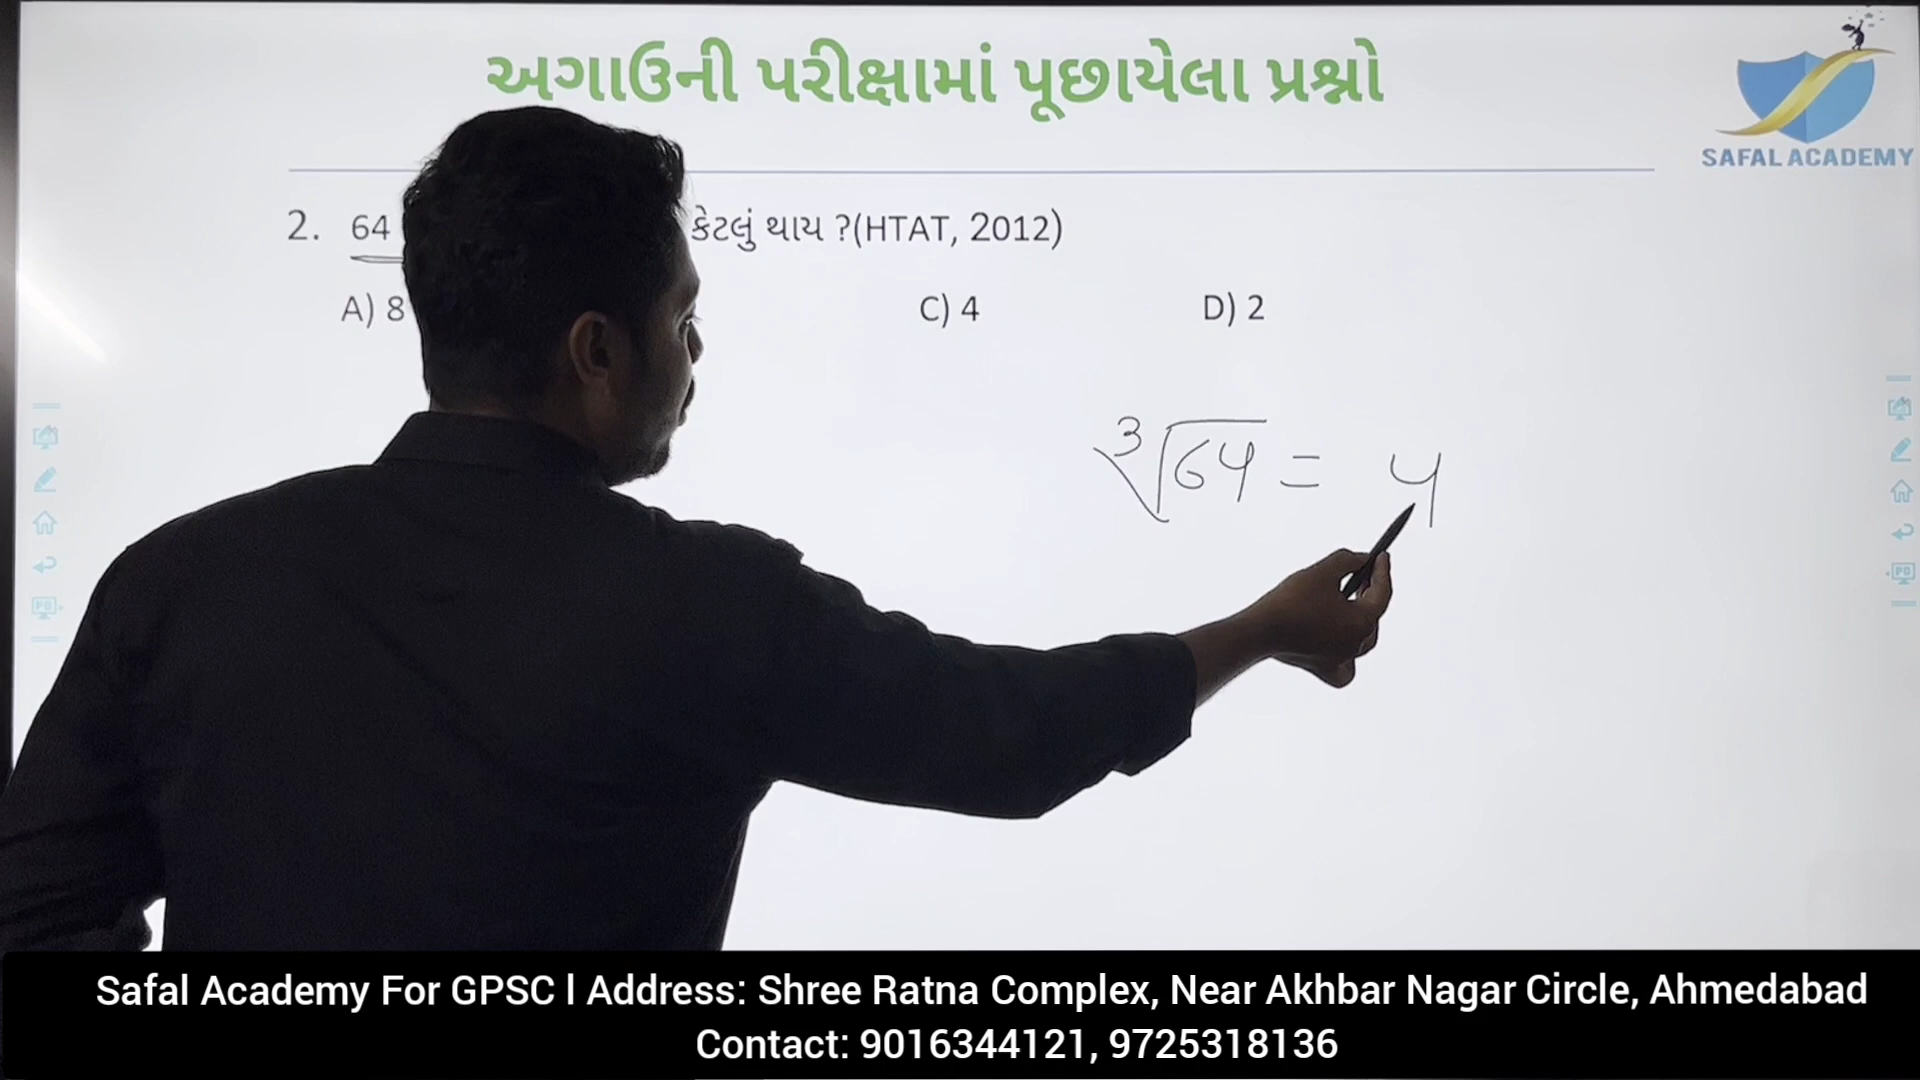 અગાઉની પરીક્ષામાં પૂછાયેલા પ્રશ્નો
SAFAL ACADEMY
2. 64 કેટલું થાય ?(HTAT, 2012)
A) 8 C) 4 D) 2
∛64 = 4
Safal Academy For GPSC l Address: Shree Ratna Complex, Near Akhbar Nagar Circle, Ahmedabad
Contact: 9016344121, 9725318136